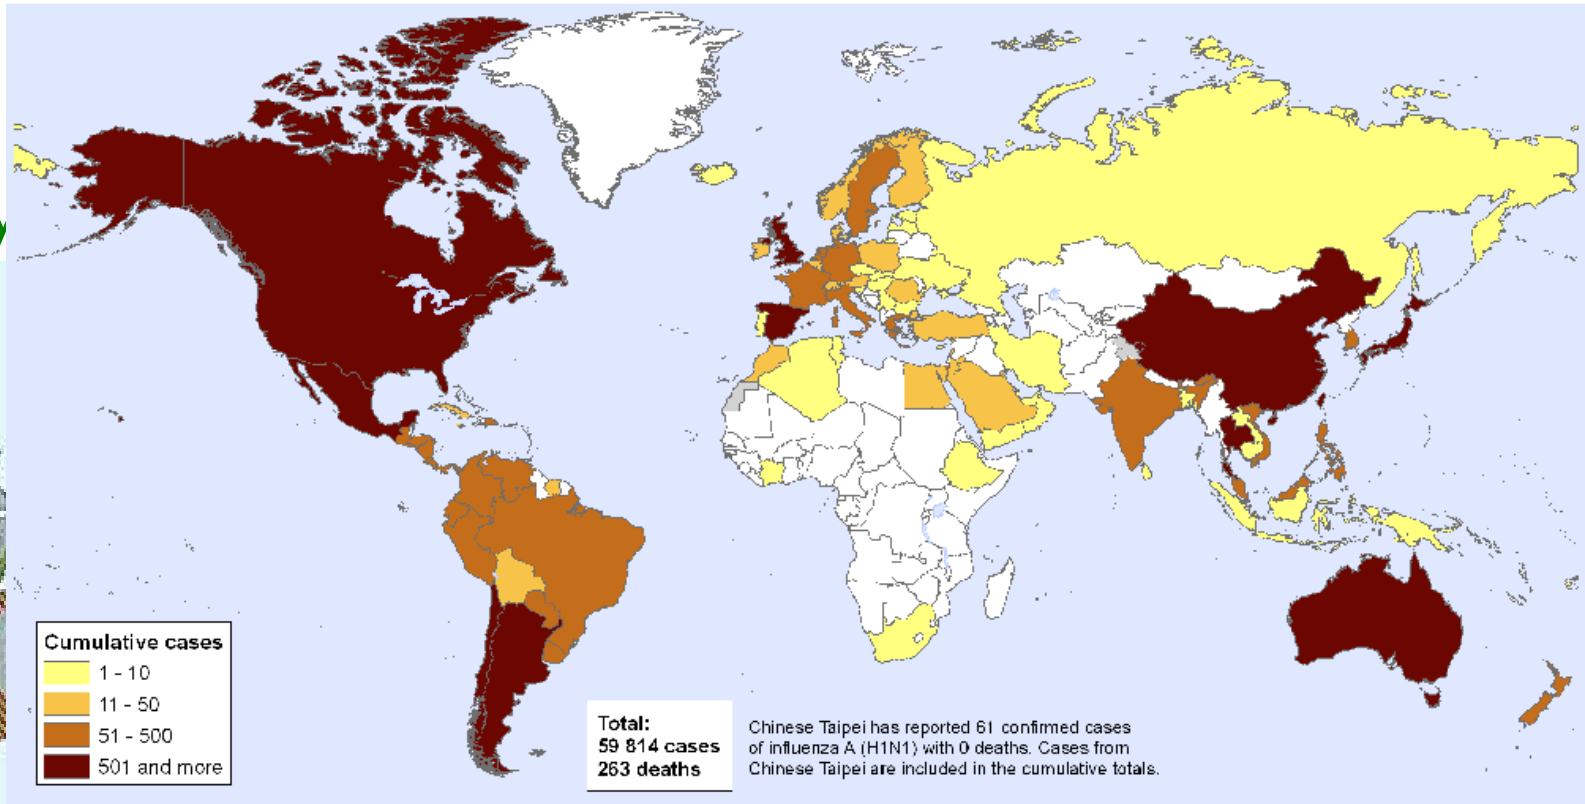 Cumulative cases
1 - 10
11 - 50
51 - 500
501 and more
Total:
59 814 cases
263 deaths
Chinese Taipei has reported 61 confirmed cases
of influenza A (H1N1) with 0 deaths. Cases from
Chinese Taipei are included in the cumulative totals.